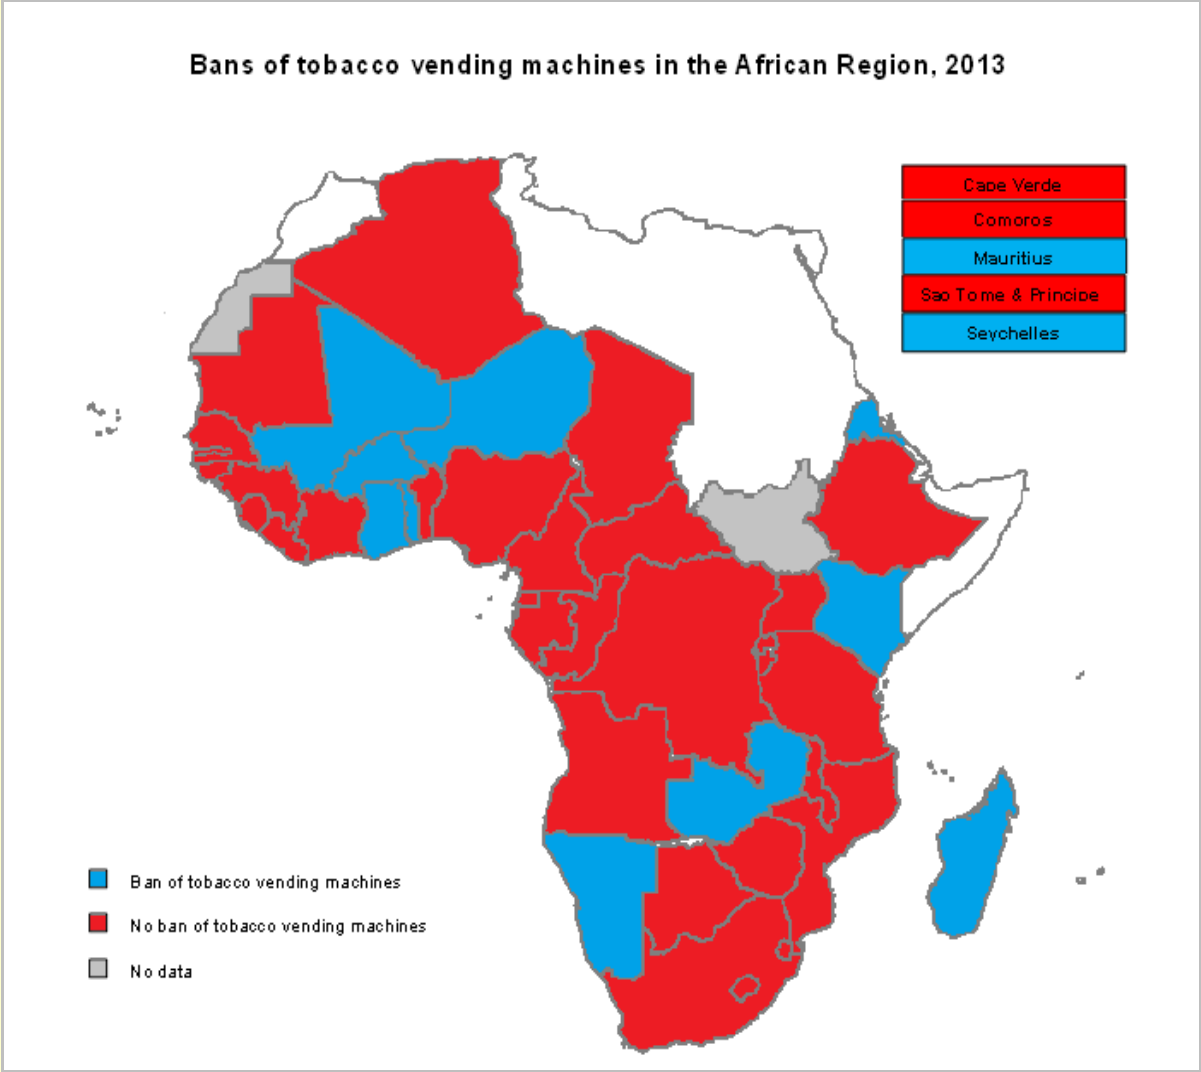 Bans of tobacco vending machines in the African Region, 2013
Cape Verde
Comoros
Mauritius
Sao Tome & Principe
Seychelles
Ban of tobacco vending machines
No ban of tobacco vending machines
No data